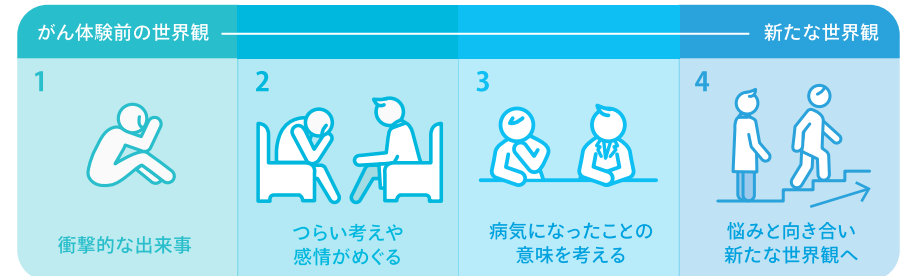 がん体験前の世界観
新たな世界観
1
衝撃的な出来事
2
つらい考えや
感情がめぐる
3
病気になったことの
意味を考える
4
悩みと向き合い
新たな世界観へ